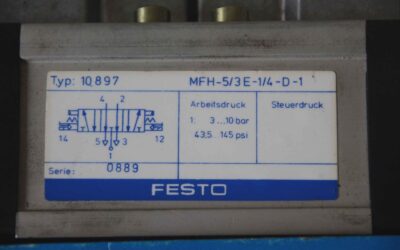 Typ: 10897
MFH-5/3E-1/4-D-1
4 2
14 5 3 12
1
Serie: 0889
Arbeitsdruck
1: 3...10 bar
43,5...145 psi
Steuerdruck
FESTO